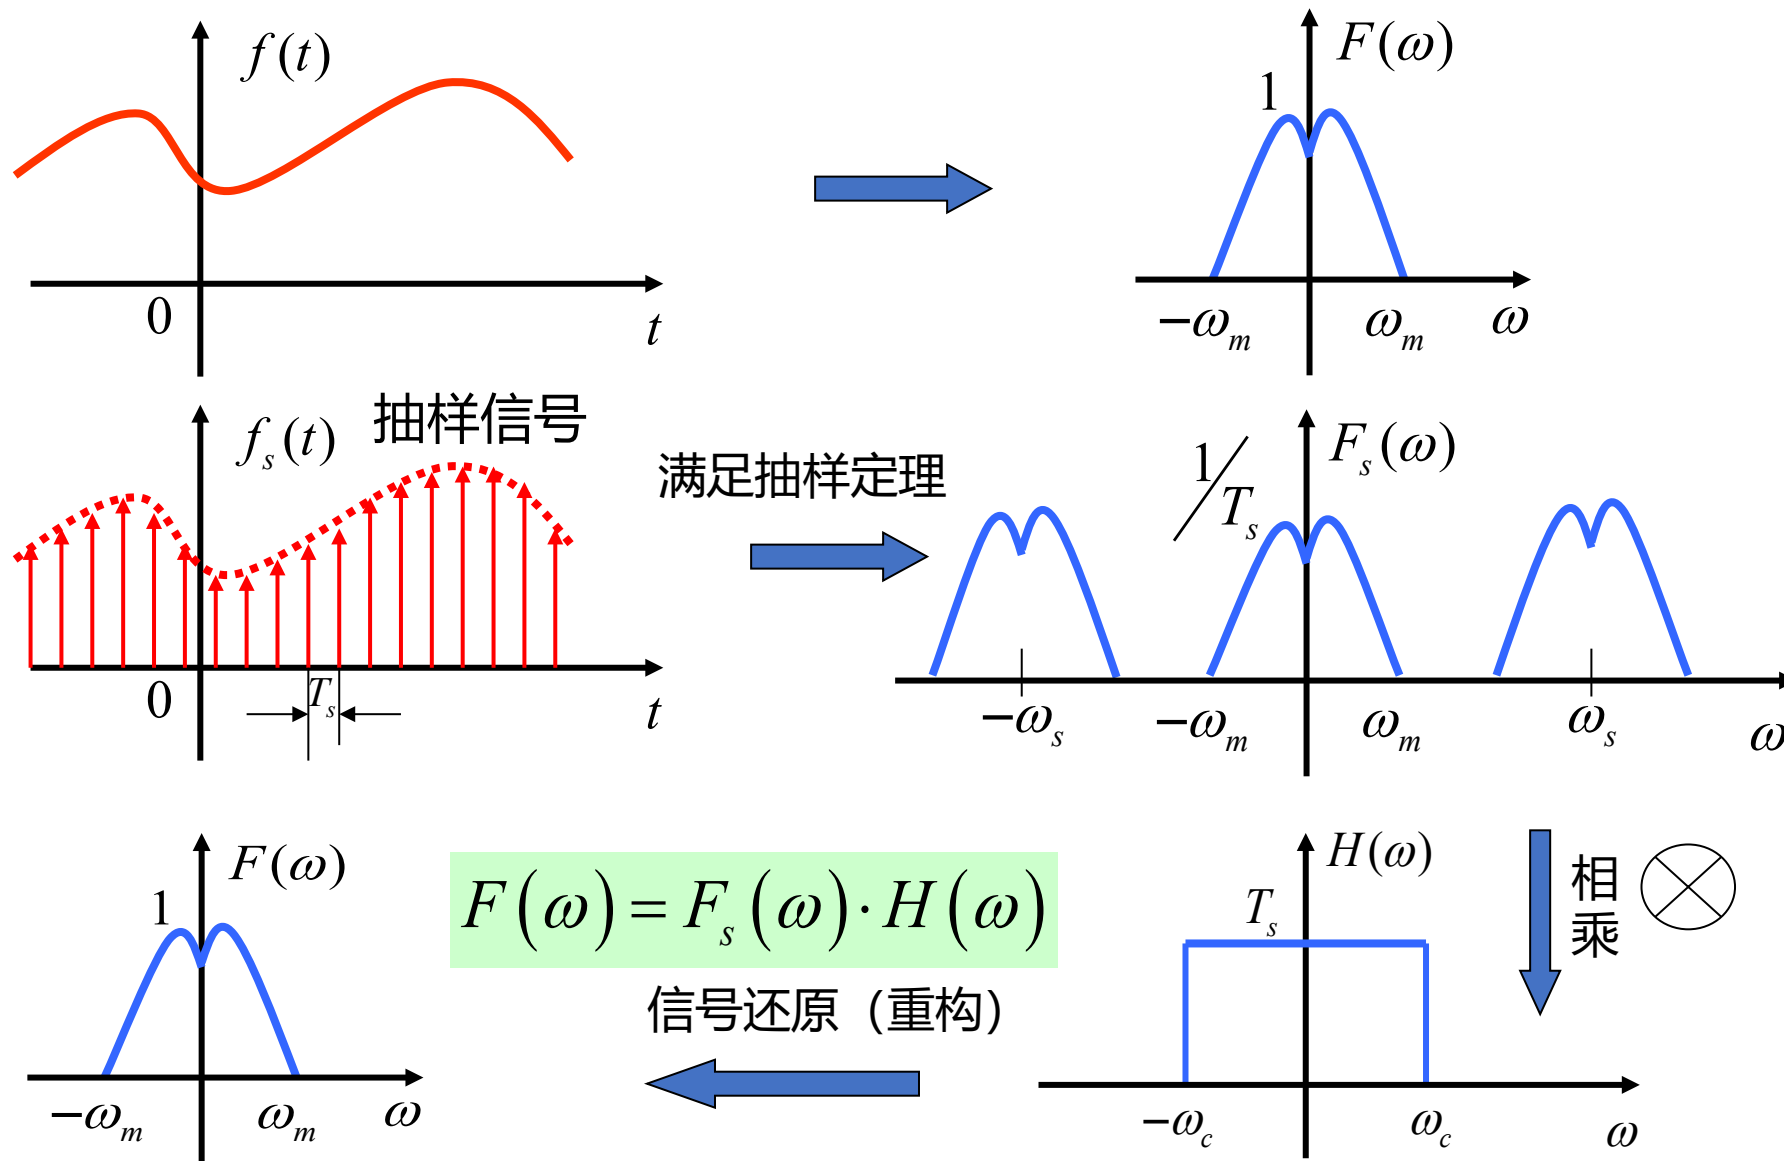 f(t)
0
t
F(ω)
1
−ω_m
ω_m
ω
f_s(t)
抽样信号
0
T_s
t
满足抽样定理
1/T_s
F_s(ω)
−ω_s
−ω_m
ω_m
ω_s
ω
F(ω)
1
−ω_m
ω_m
ω
F(ω) = F_s(ω)·H(ω)
信号还原（重构）
H(ω)
T_s
−ω_c
ω_c
ω
相
乘